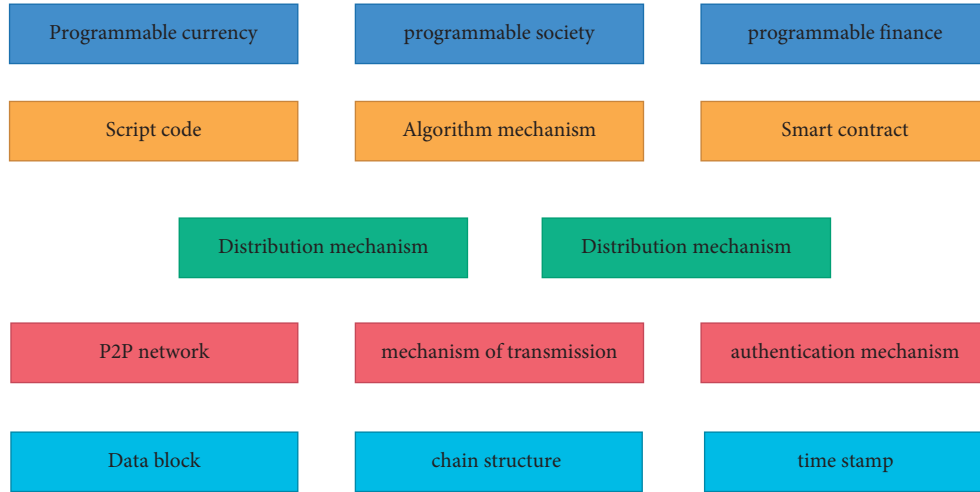 Programmable currency
programmable society
programmable finance
Script code
Algorithm mechanism
Smart contract
Distribution mechanism
Distribution mechanism
P2P network
mechanism of transmission
authentication mechanism
Data block
chain structure
time stamp